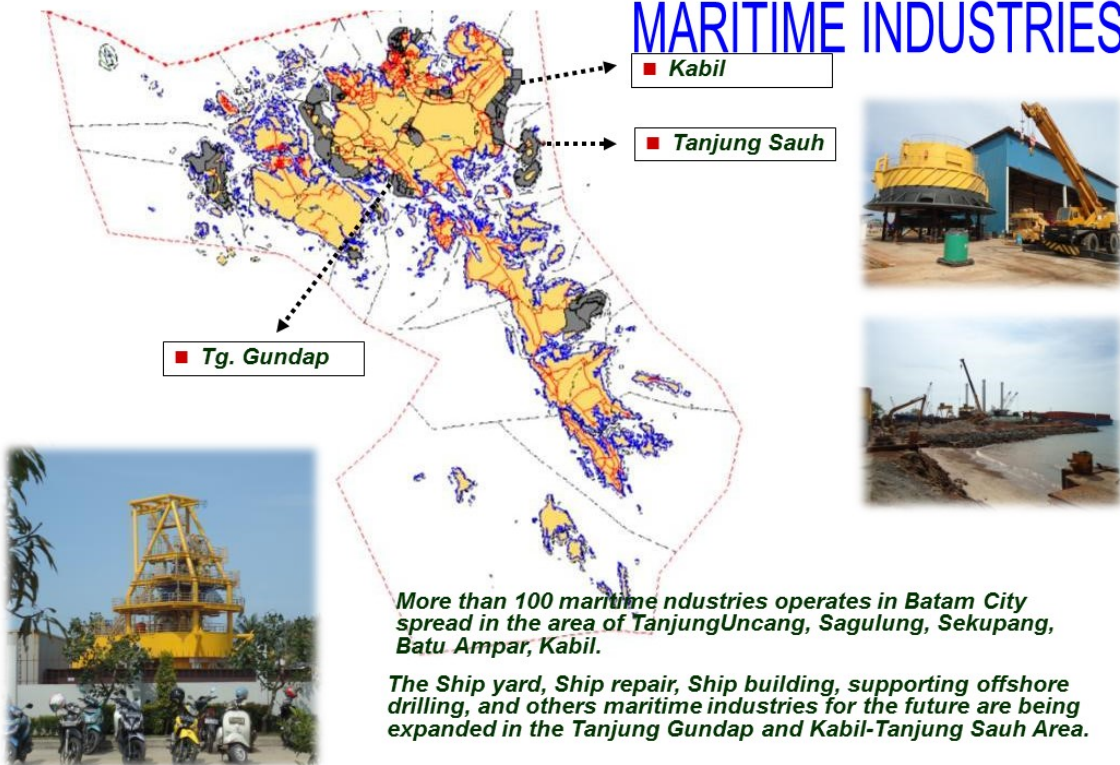 MARITIME INDUSTRIES
Kabil
Tanjung Sauh
Tg. Gundap
More than 100 maritime ndustries operates in Batam City
spread in the area of TanjungUncang, Sagulung, Sekupang,
Batu Ampar, Kabil.
The Ship yard, Ship repair, Ship building, supporting offshore
drilling, and others maritime industries for the future are being
expanded in the Tanjung Gundap and Kabil-Tanjung Sauh Area.